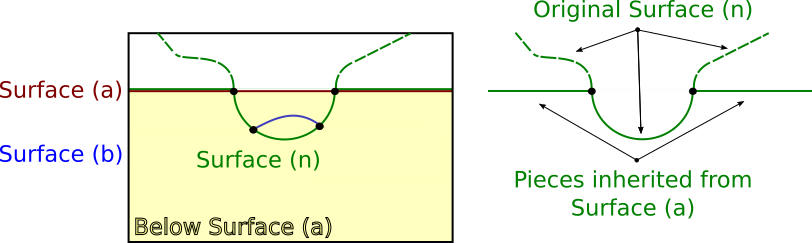 Surface (a)
Surface (b)
Surface (n)
Below Surface (a)
Original Surface (n)
Pieces inherited from
Surface (a)